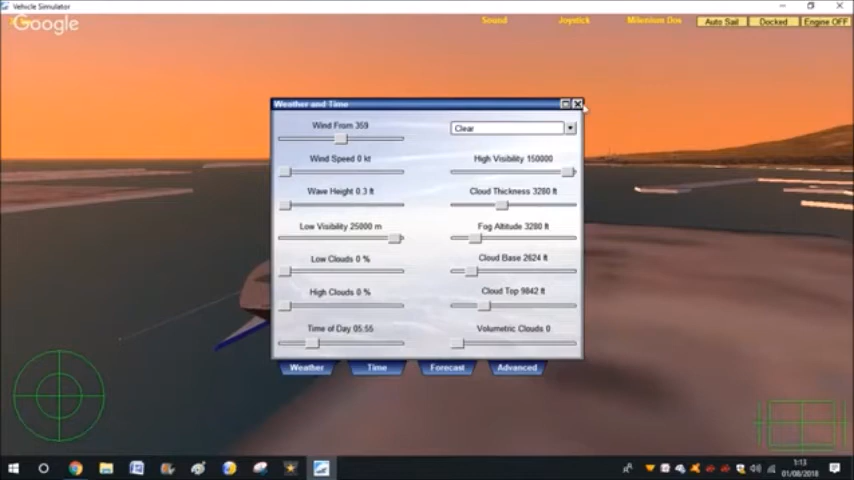 Vehicle Simulator
Google
Sound
Joystick
Milenium Dos
Auto Sail
Docked
Engine OFF
Weather and Time
Wind From 359
Clear
Wind Speed 0 kt
High Visibility 150000
Wave Height 0.3 ft
Cloud Thickness 3280 ft
Low Visibility 25000 m
Fog Altitude 3280 ft
Low Clouds 0 %
Cloud Base 2624 ft
High Clouds 0 %
Cloud Top 9842 ft
Time of Day 05:55
Volumetric Clouds 0
Weather
Time
Forecast
Advanced
1:13
01/08/2018